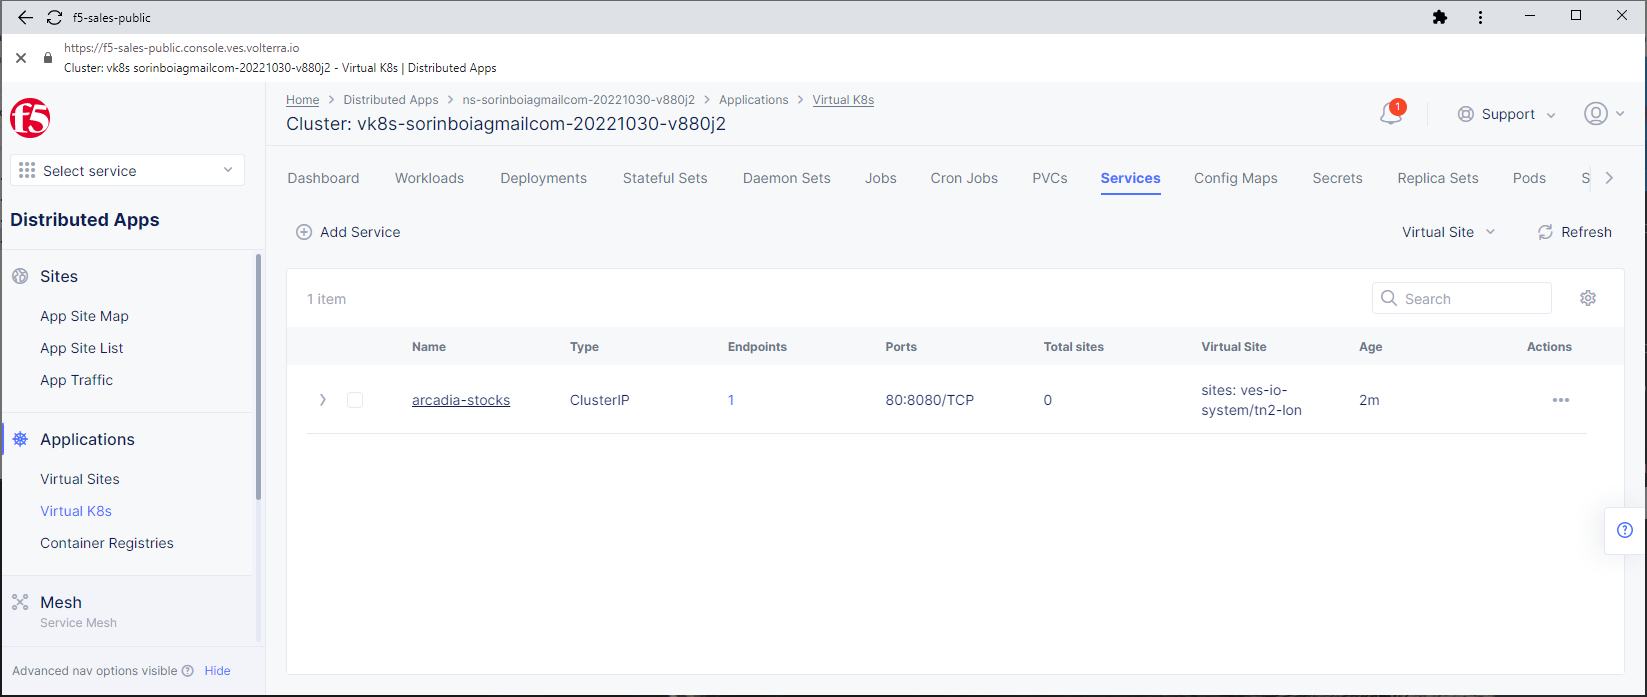 f5-sales-public
https://f5-sales-public.console.ves.volterra.io
Cluster: vk8s sorinboiagmailcom-20221030-v880j2 - Virtual K8s | Distributed Apps
f5
Select service
Distributed Apps
Sites
App Site Map
App Site List
App Traffic
Applications
Virtual Sites
Virtual K8s
Container Registries
Mesh
Service Mesh
Advanced nav options visible ? Hide
Home > Distributed Apps > ns-sorinboiagmailcom-20221030-v880j2 > Applications > Virtual K8s
Cluster: vk8s-sorinboiagmailcom-20221030-v880j2
1
Support
Dashboard Workloads Deployments Stateful Sets Daemon Sets Jobs Cron Jobs PVCs Services Config Maps Secrets Replica Sets Pods S
Add Service
Virtual Site
Refresh
1 item
Search
Name Type Endpoints Ports Total sites Virtual Site Age Actions
arcadia-stocks ClusterIP 1 80:8080/TCP 0 sites: ves-io-
system/tn2-lon 2m
?